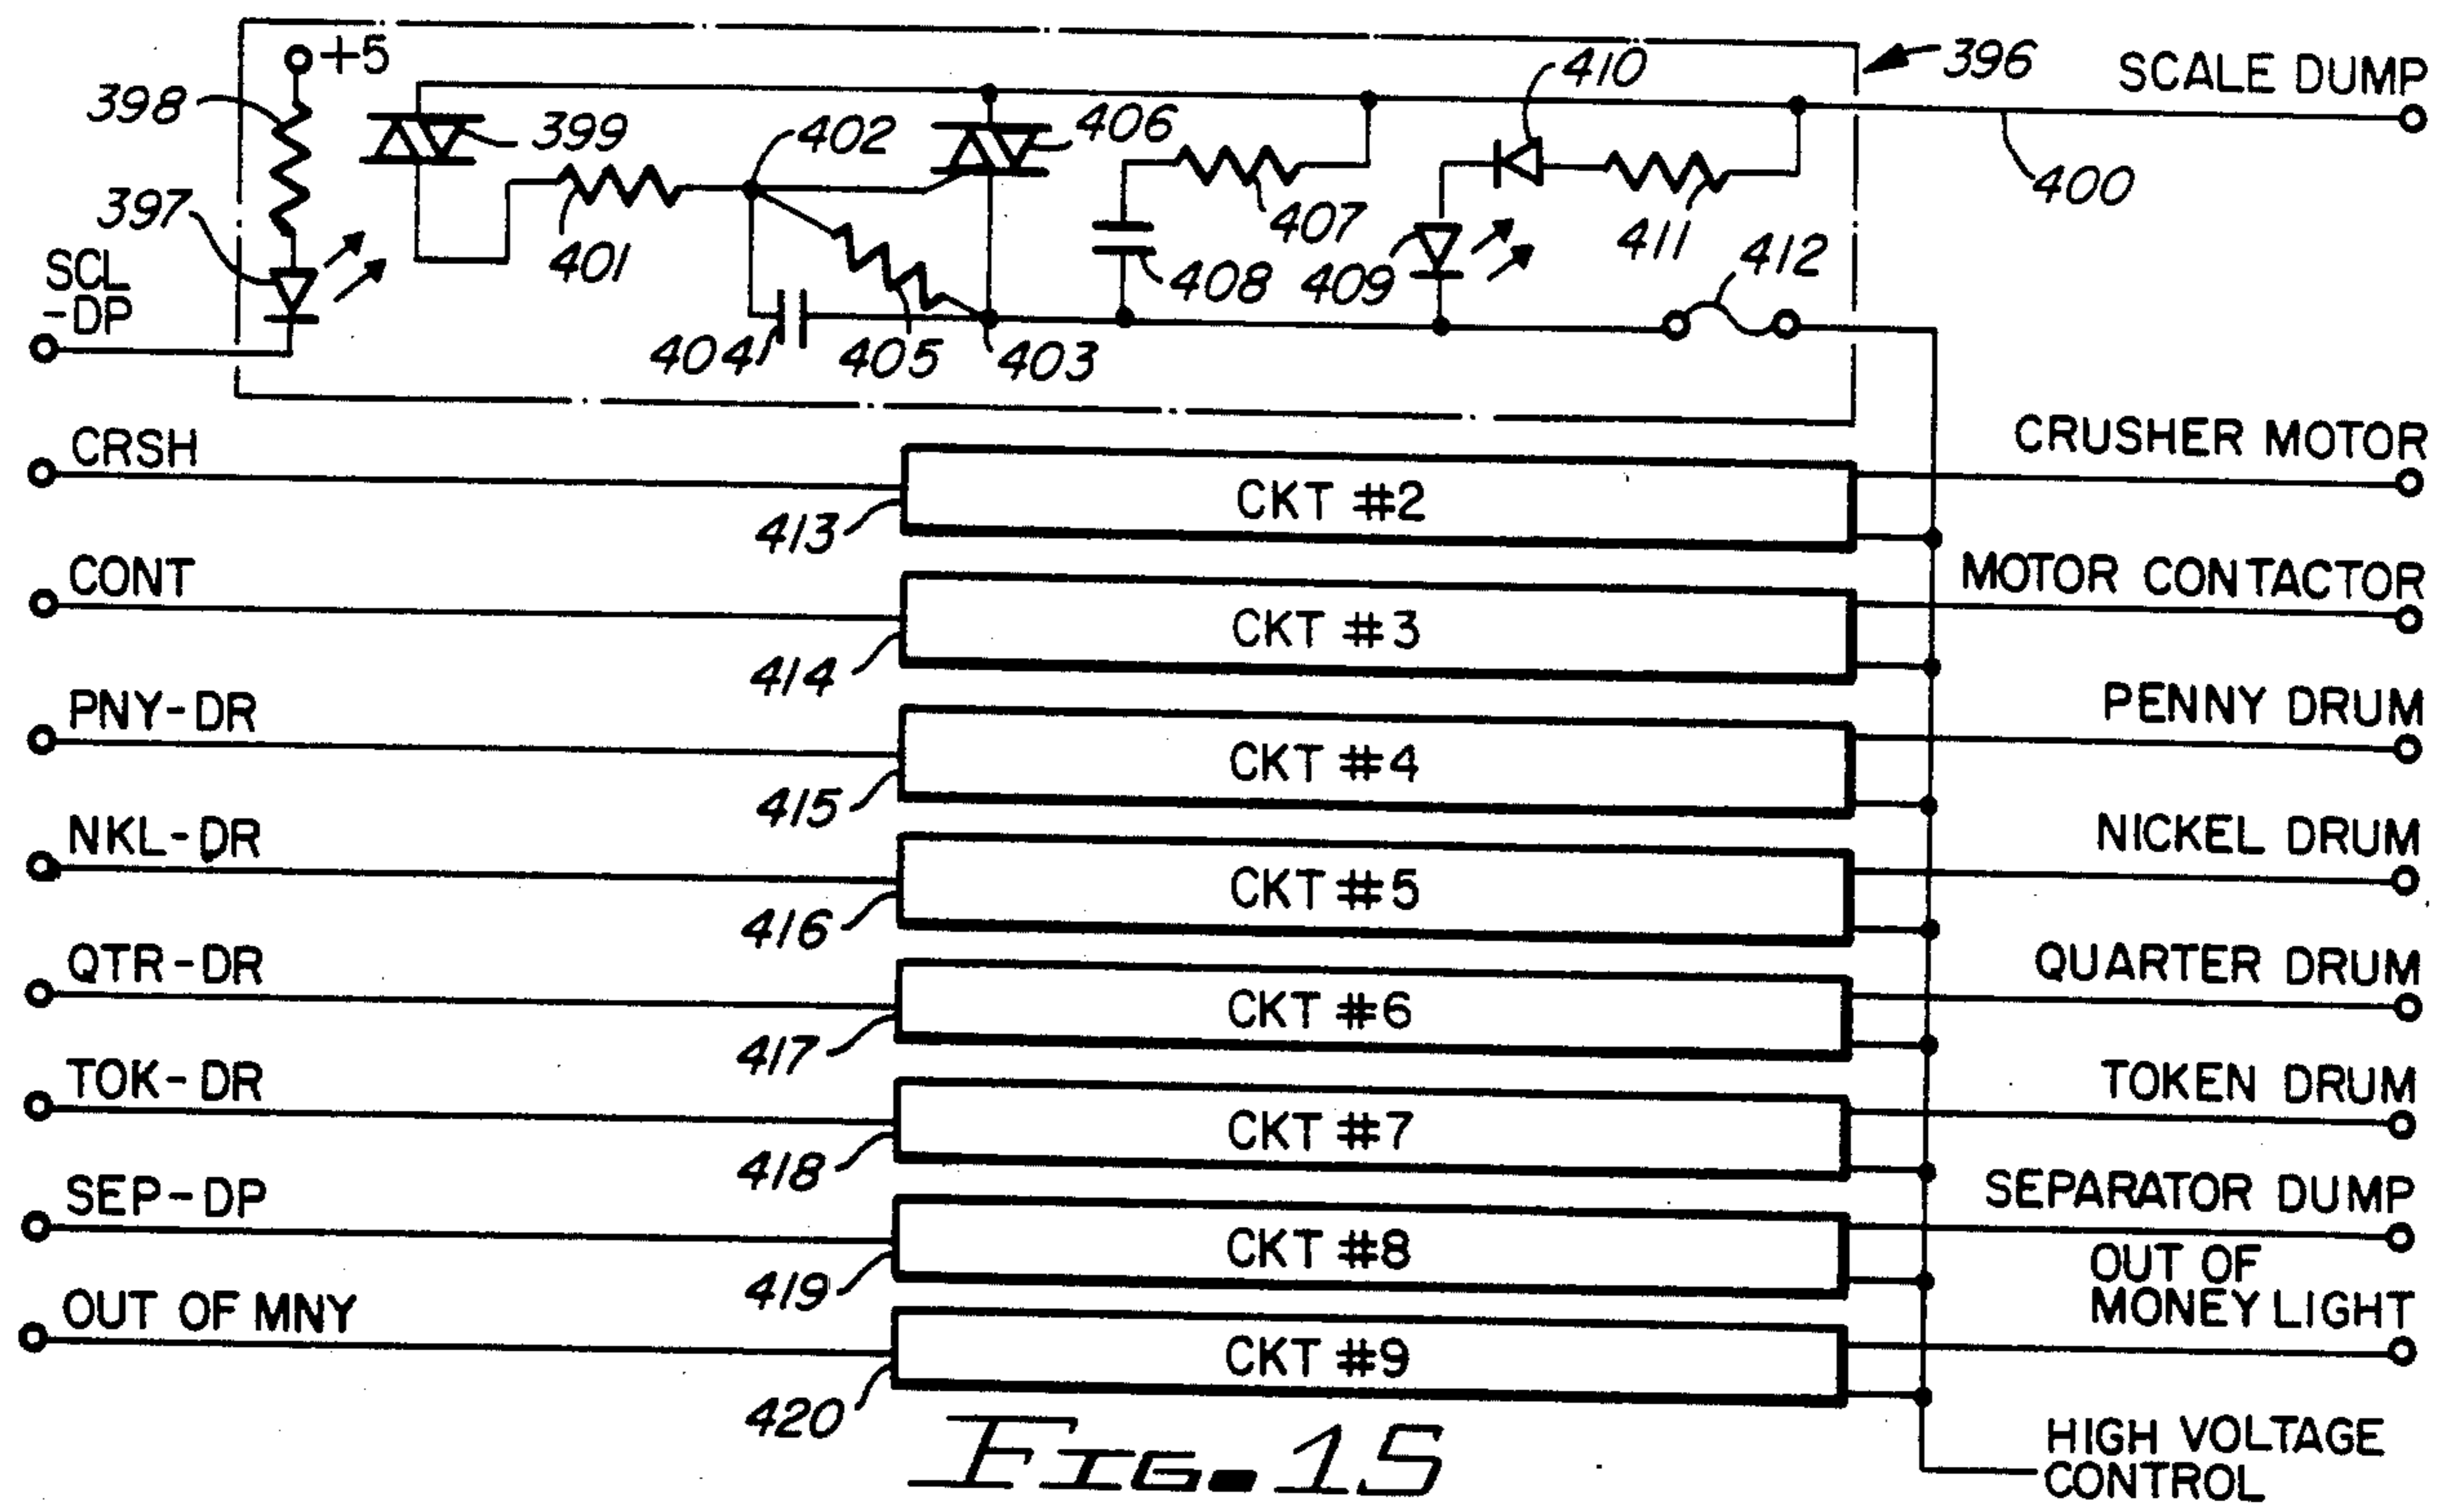 +5
398
399
402
406
410
396
SCALE DUMP
397
SCL
-DP
401
404
405
403
407
408
409
411
412
400
CRSH
413
CKT #2
CRUSHER MOTOR
CONT
414
CKT #3
MOTOR CONTACTOR
PNY-DR
415
CKT #4
PENNY DRUM
NKL-DR
416
CKT #5
NICKEL DRUM
QTR-DR
417
CKT #6
QUARTER DRUM
TOK-DR
418
CKT #7
TOKEN DRUM
SEP-DP
419
CKT #8
SEPARATOR DUMP
OUT OF MNY
420
CKT #9
OUT OF
MONEY LIGHT
HIGH VOLTAGE
CONTROL
FIG. 15